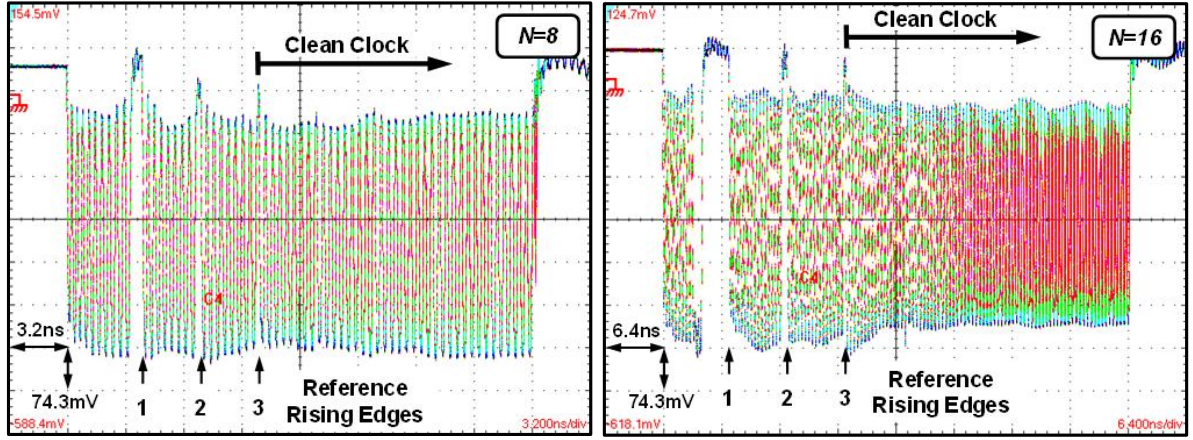 154.5mV
N=8
Clean Clock
C4
3.2ns
74.3mV
1 2 3
Reference
Rising Edges
-588.4mV
3.200ns/div
124.7mV
N=16
Clean Clock
C4
6.4ns
74.3mV
1 2 3
Reference
Rising Edges
-618.1mV
6.400ns/div